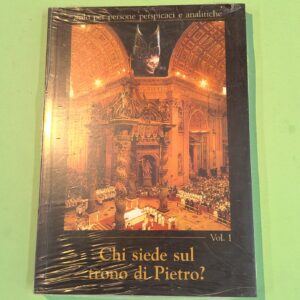 solo per persone perspicaci e analitiche
Vol. 1
Chi siede sul
trono di Pietro?